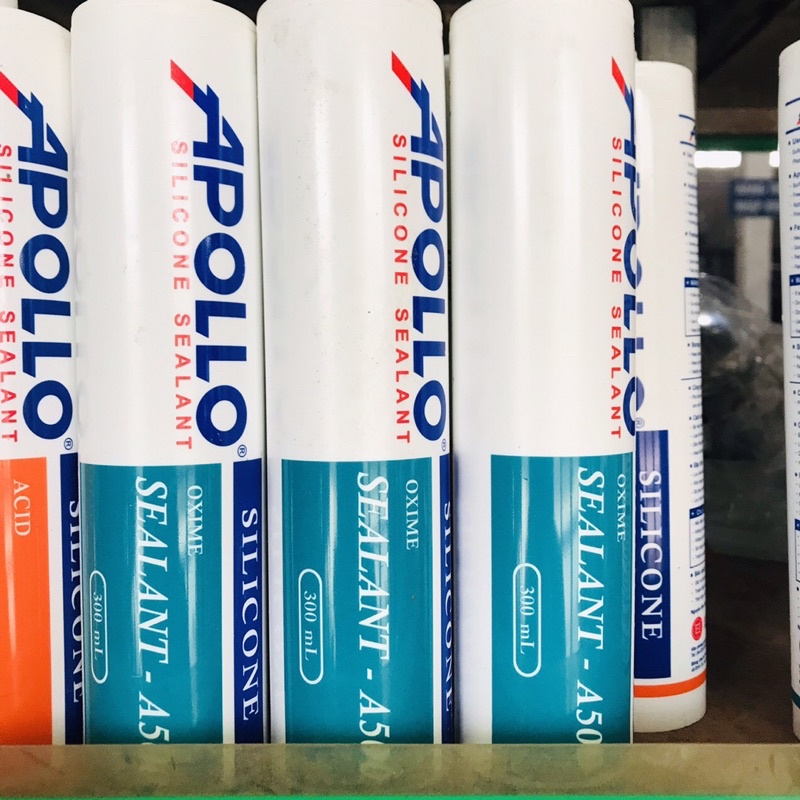 APOLLO
SILICONE SEALANT
ACID
SILICONE
APOLLO®
SILICONE SEALANT
OXIME
SEALANT - A5
300 mL
SILICONE
APOLLO®
SILICONE SEALANT
OXIME
SEALANT - A50
300 mL
SILICONE
APOLLO®
SILICONE SEALANT
OXIME
SEALANT - A50
300 mL
SILICONE